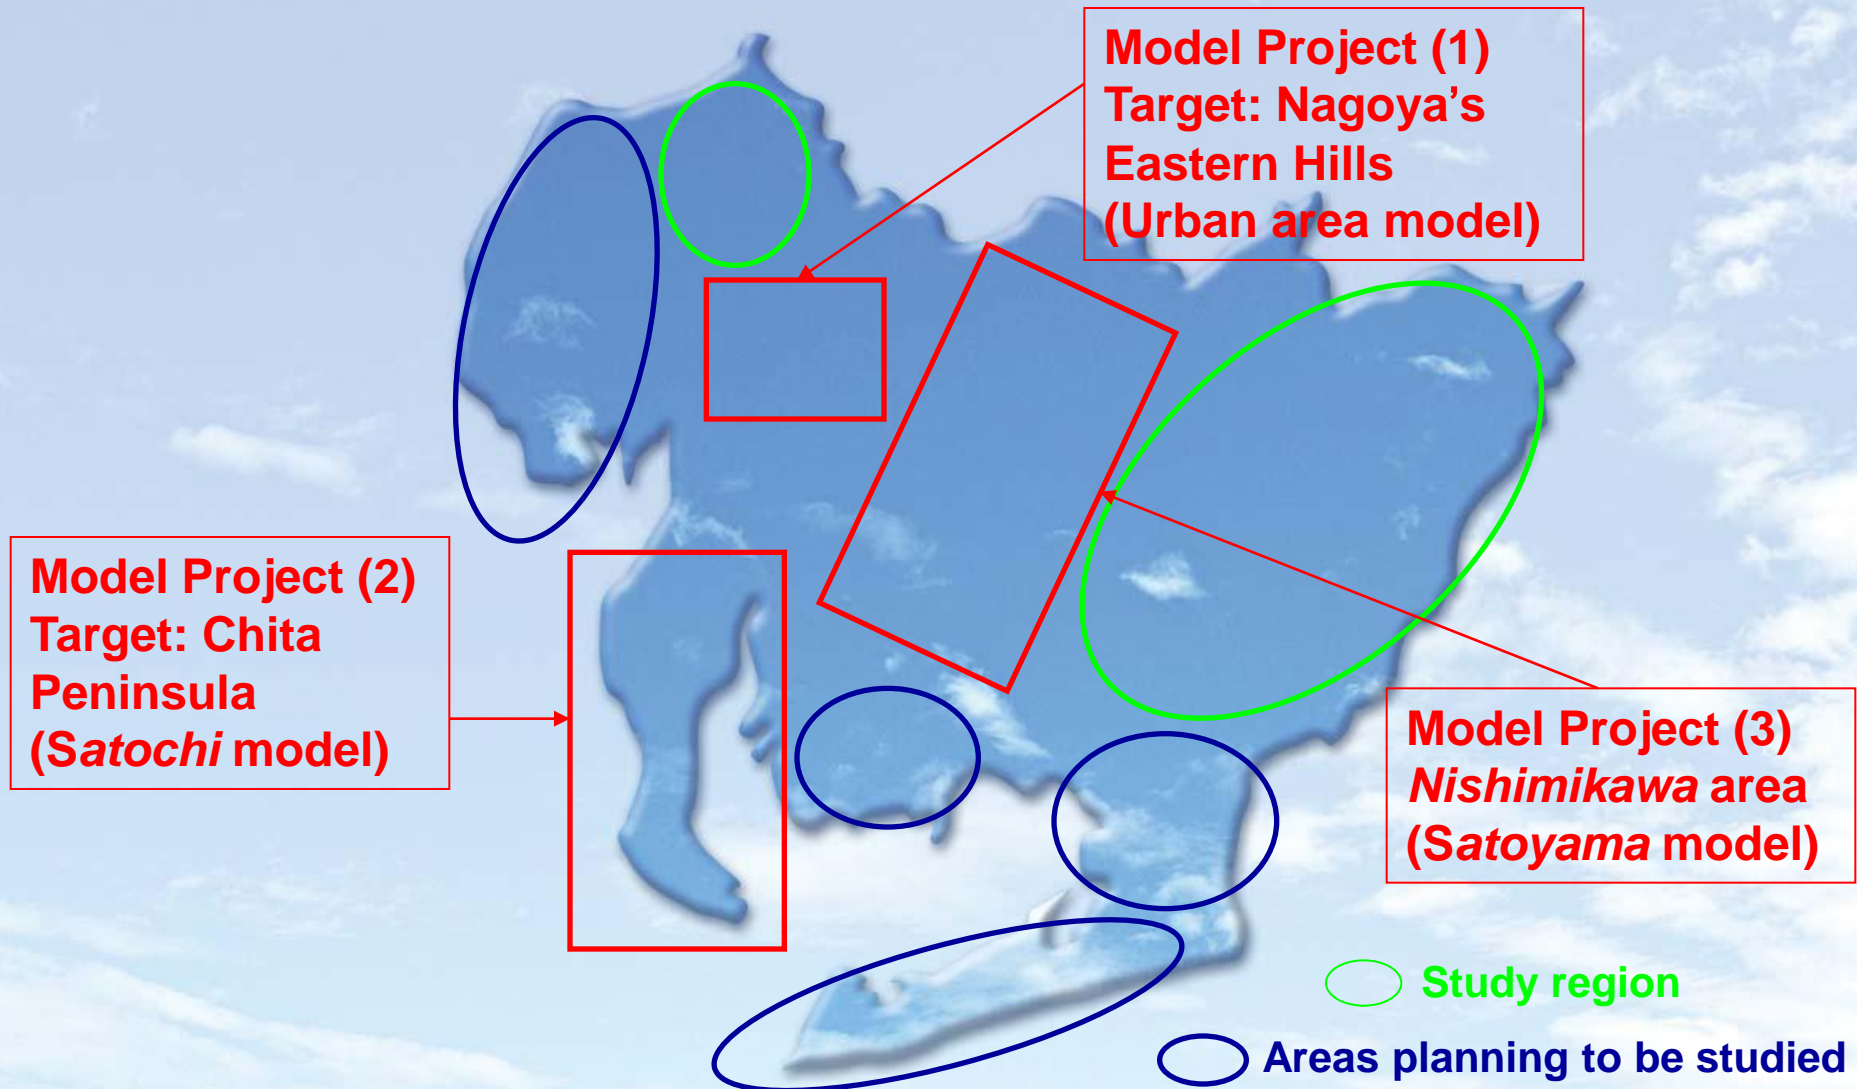 Model Project (1)
Target: Nagoya’s
Eastern Hills
(Urban area model)
Model Project (2)
Target: Chita
Peninsula
(Satochi model)
Model Project (3)
Nishimikawa area
(Satoyama model)
Study region
Areas planning to be studied